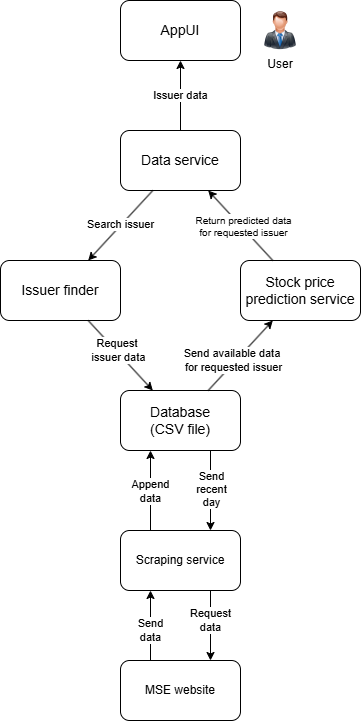 AppUI
User
Issuer data
Data service
Search issuer
Return predicted data
for requested issuer
Issuer finder
Stock price
prediction service
Request
issuer data
Send available data
for requested issuer
Database
(CSV file)
Append
data
Send
recent
day
Scraping service
Send
data
Request
data
MSE website